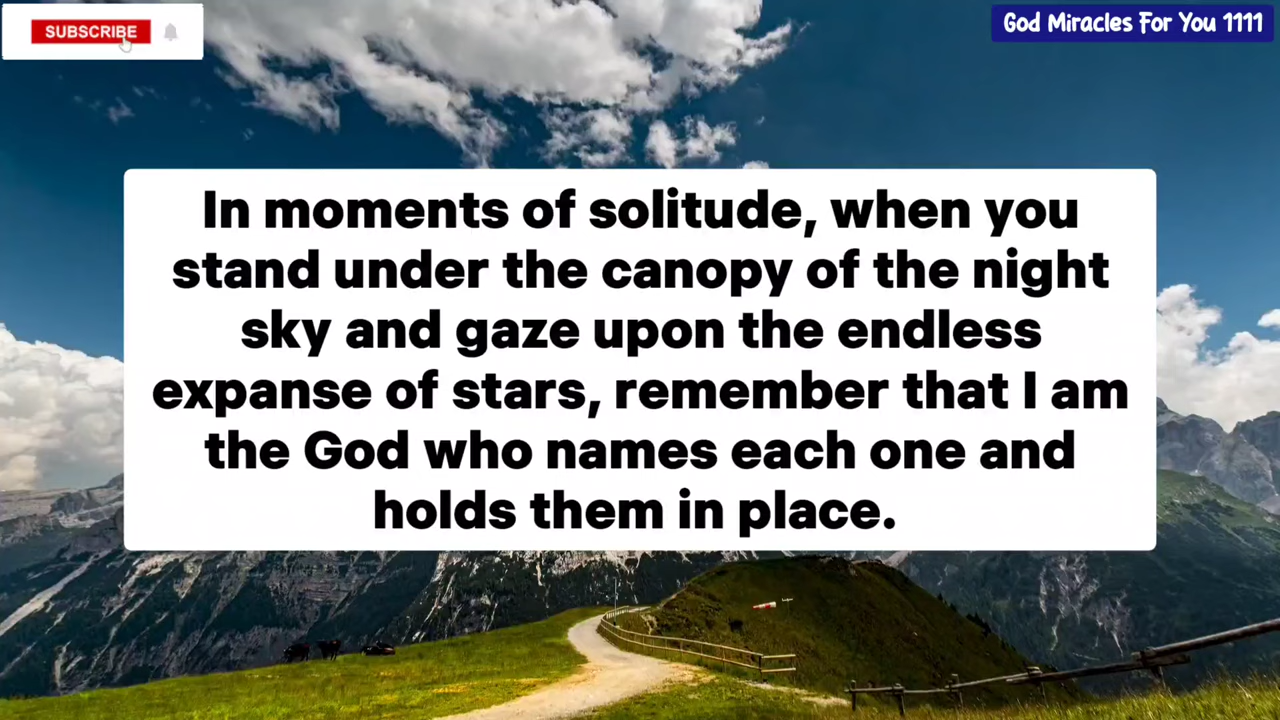 SUBSCRIBE
God Miracles For You 1111
In moments of solitude, when you
stand under the canopy of the night
sky and gaze upon the endless
expanse of stars, remember that I am
the God who names each one and
holds them in place.